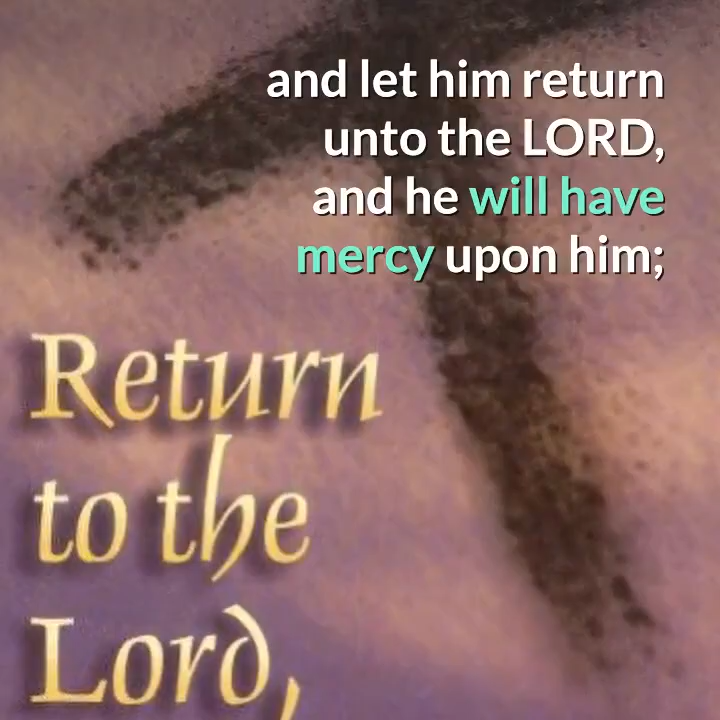 and let him return
unto the LORD,
and he will have
mercy upon him;
Return
to the
Lord,